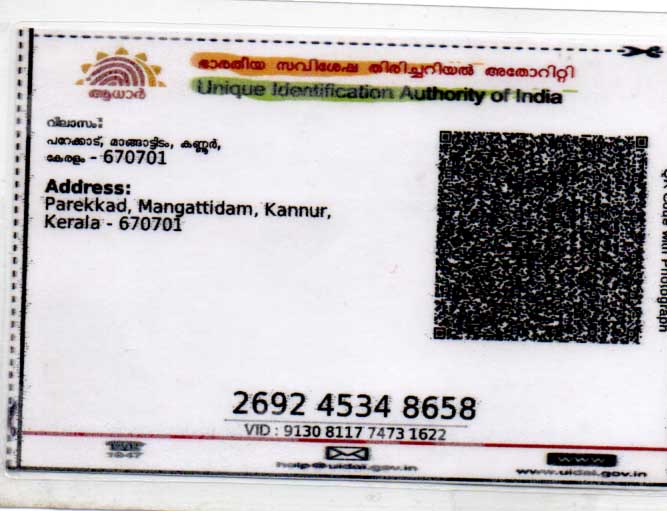 ആധാർ
ഭാരതീയ സവിശേഷ തിരിച്ചറിയൽ അതോറിറ്റി
Unique Identification Authority of India
വിലാസം:
പറേക്കാട്, മാങ്ങാട്ടിടം, കണ്ണൂർ,
കേരളം - 670701
Address:
Parekkad, Mangattidam, Kannur,
Kerala - 670701
QR Code with Photograph
2692 4534 8658
VID : 9130 8117 7473 1622
1947
help@uidai.gov.in
www
www.uidai.gov.in